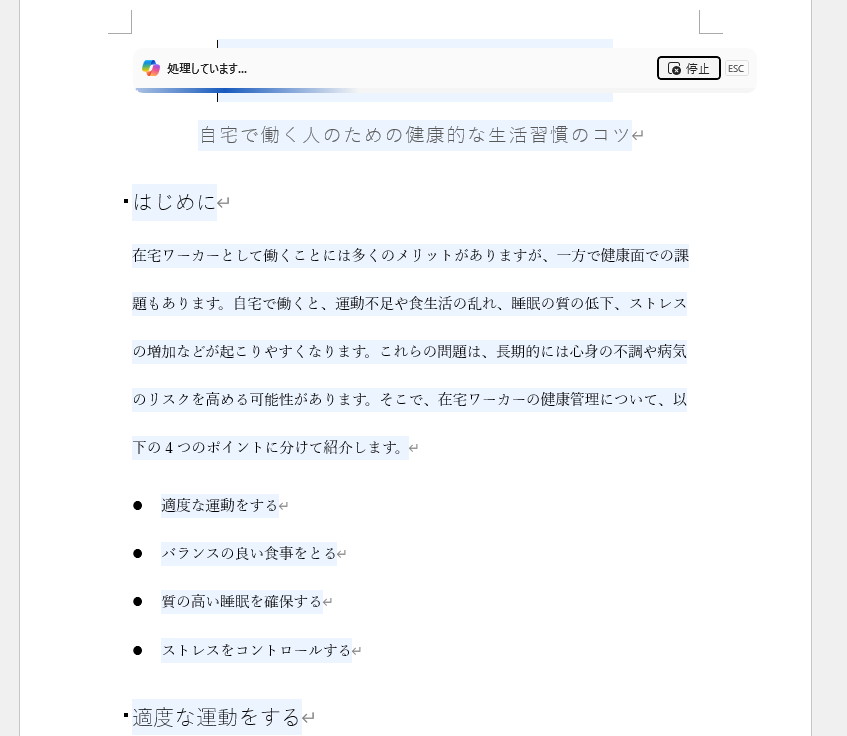 処理しています...
停止
ESC
自宅で働く人のための健康的な生活習慣のコツ
はじめに
在宅ワーカーとして働くことには多くのメリットがありますが、一方で健康面での課
題もあります。自宅で働くと、運動不足や食生活の乱れ、睡眠の質の低下、ストレス
の増加などが起こりやすくなります。これらの問題は、長期的には心身の不調や病気
のリスクを高める可能性があります。そこで、在宅ワーカーの健康管理について、以
下の４つのポイントに分けて紹介します。
● 適度な運動をする
● バランスの良い食事をとる
● 質の高い睡眠を確保する
● ストレスをコントロールする
適度な運動をする